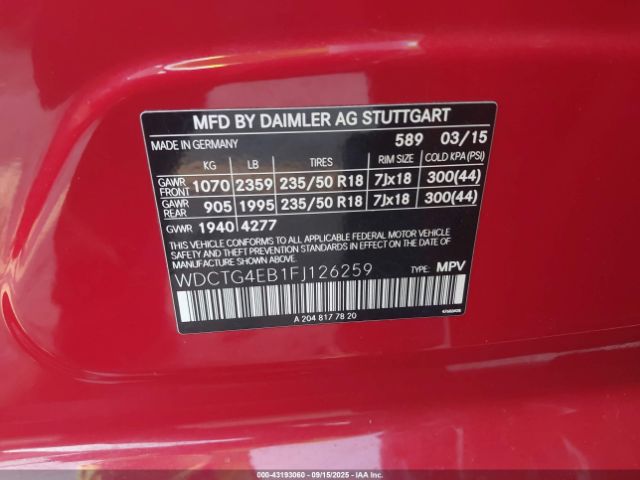 MFD BY DAIMLER AG STUTTGART
MADE IN GERMANY 589 03/15
KG LB TIRES RIM SIZE COLD KPA (PSI)
GAWR FRONT 1070 2359 235/50 R18 7Jx18 300(44)
GAWR REAR 905 1995 235/50 R18 7Jx18 300(44)
GVWR 1940 4277
THIS VEHICLE CONFORMS TO ALL APPLICABLE FEDERAL MOTOR VEHICLE
SAFETY, BUMPER, AND THEFT PREVENTION STANDARDS IN EFFECT
ON THE DATE OF MANUFACTURE SHOWN ABOVE.
WDCTG4EB1FJ126259 TYPE: MPV
A 204 817 78 20
000-43193060 - 09/15/2025 - IAA Inc.